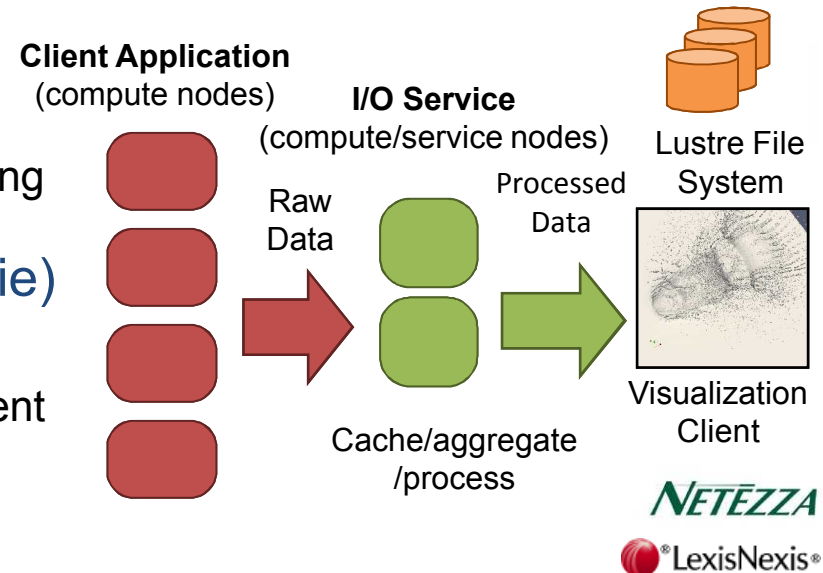 Client Application
(compute nodes)
I/O Service
(compute/service nodes)
Lustre File
System
ng
ie)
ent
Raw
Data
Processed
Data
Cache/aggregate
/process
Visualization
Client
NETEZZA
®LexisNexis®